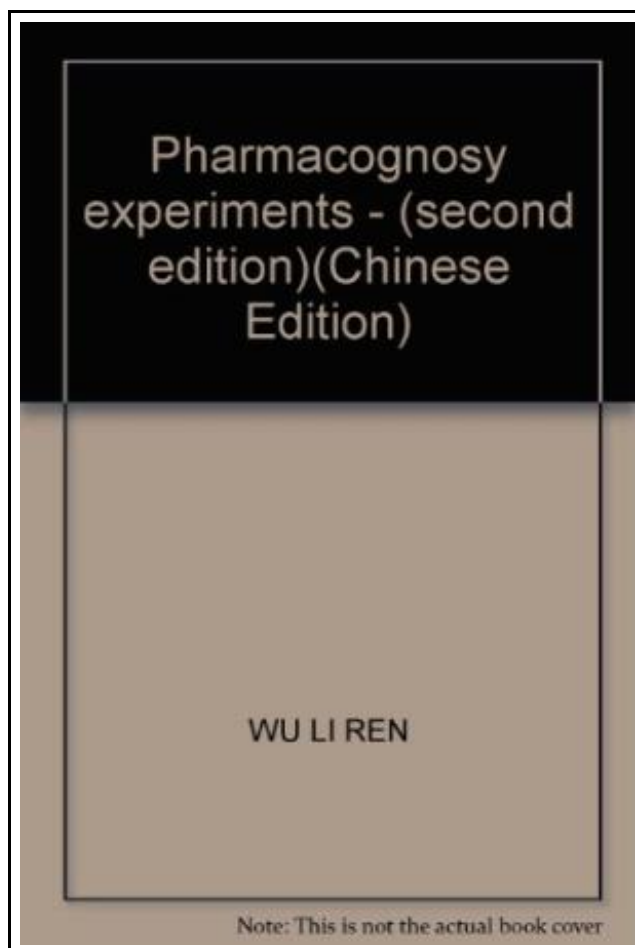 Pharmacognosy
experiments - (second
edition)(Chinese
Edition)
WU LI REN
Note: This is not the actual book cover